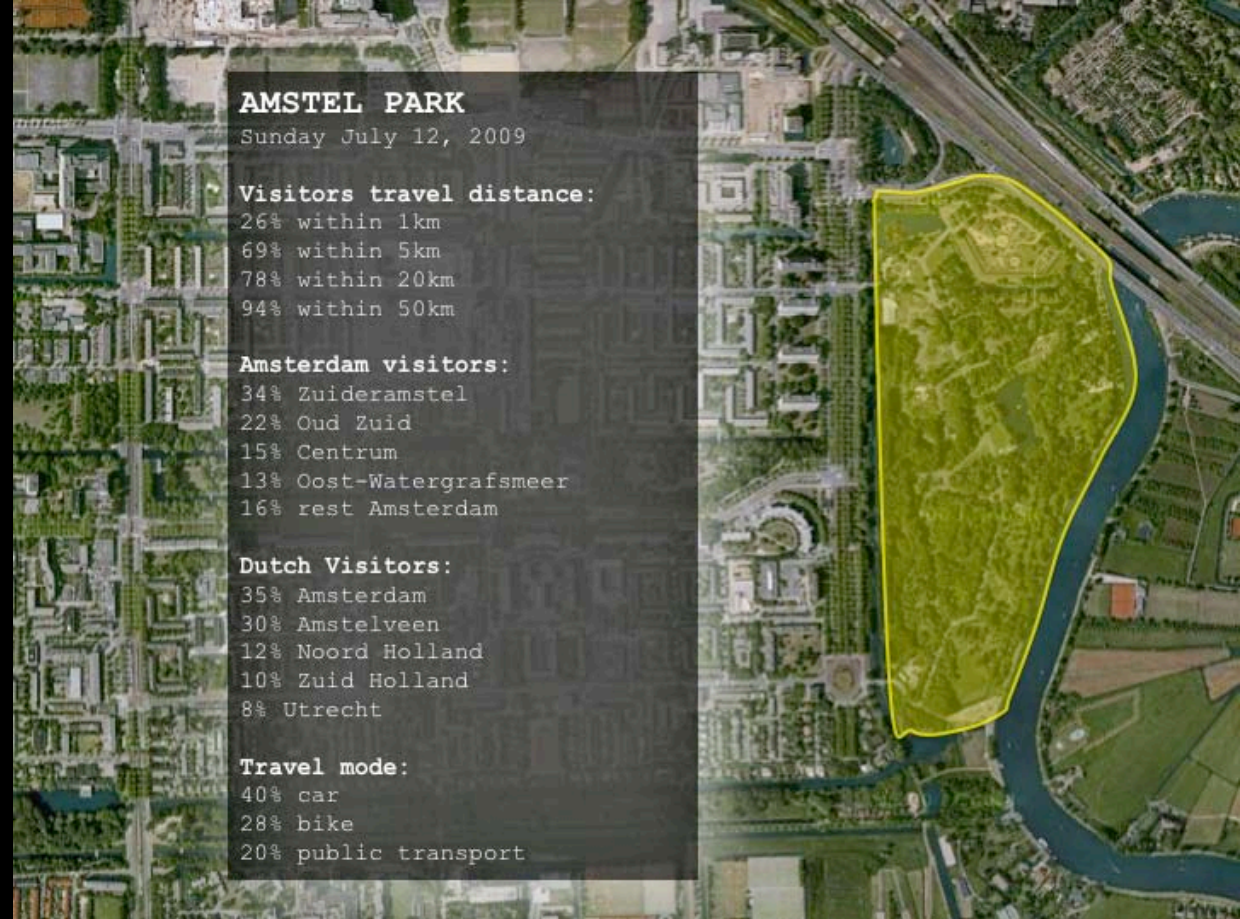 AMSTEL PARK
Sunday July 12, 2009
Visitors travel distance:
26% within 1km
69% within 5km
78% within 20km
94% within 50km
Amsterdam visitors:
34% Zuideramstel
22% Oud Zuid
15% Centrum
13% Oost-Watergrafsmeer
16% rest Amsterdam
Dutch Visitors:
35% Amsterdam
30% Amstelveen
12% Noord Holland
10% Zuid Holland
8% Utrecht
Travel mode:
40% car
28% bike
20% public transport